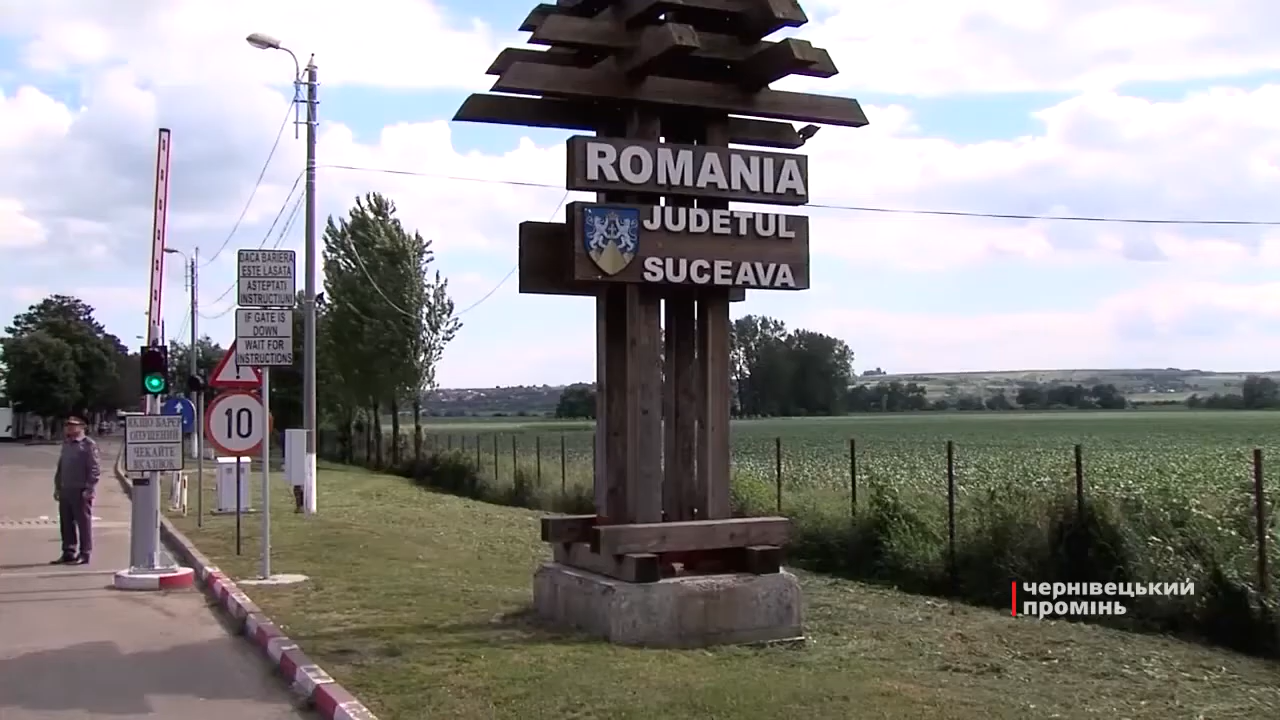 ROMANIA
JUDETUL
SUCEAVA
DACA BARIERA
ESTE LASATA
ASTEPTATI
INSTRUCTIUNI
IF GATE IS
DOWN
WAIT FOR
INSTRUCTIONS
10
ЯКЩО БАР'ЄР
ОПУЩЕНИЙ
ЧЕКАЙТЕ
ВКАЗІВОК
чернівецький
промінь